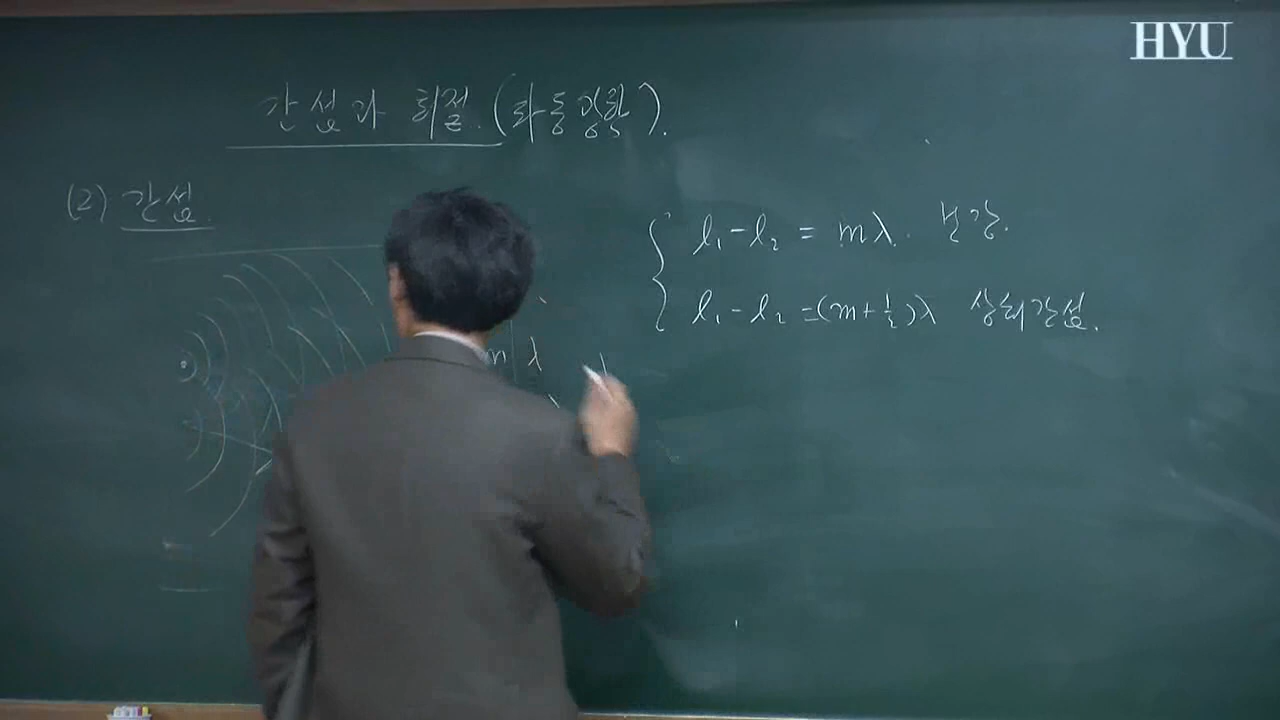 HYU
간섭과 회절. (파동광학).
(2) 간섭.
l₁-l₂ = mλ. 보강.
l₁-l₂ =(m+½)λ 상쇄간섭.
m λ